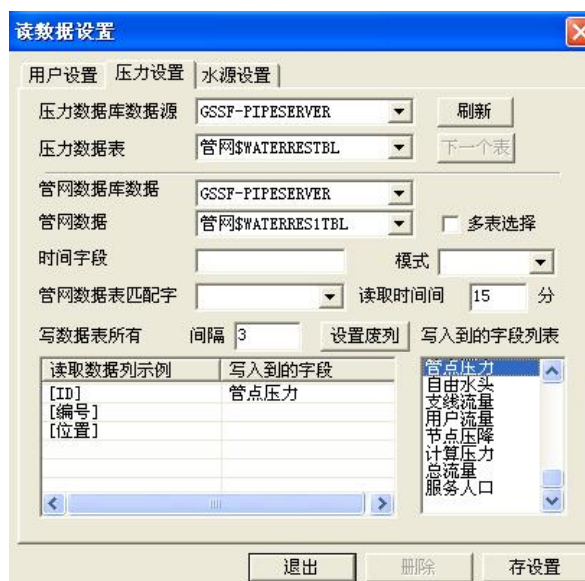 读数据设置
用户设置 压力设置 水源设置
压力数据库数据源 GSSF-PIPESERVER 刷新
压力数据表 管网$WATERRESTBL 下一个表
管网数据库数据 GSSF-PIPESERVER
管网数据 管网$WATERRES1TBL 多表选择
时间字段 模式
管网数据表匹配字 读取时间间 15 分
写数据表所有 间隔 3 设置废列 写入到的字段列表
读取数据列示例 写入到的字段
[ID] 管点压力
[编号]
[位置]
管点压力
自由水头
支线流量
用户流量
节点压降
计算压力
总流量
服务人口
退出 删除 存设置